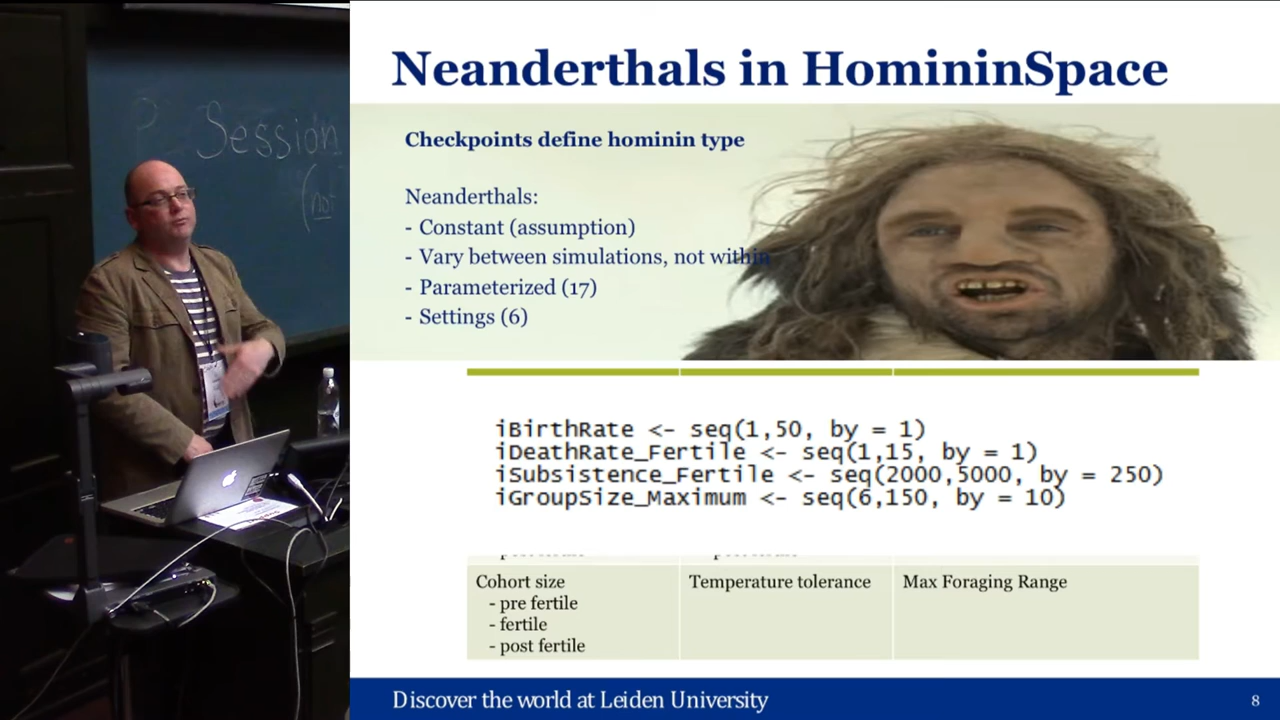 Session
(not
Neanderthals in HomininSpace
Checkpoints define hominin type
Neanderthals:
- Constant (assumption)
- Vary between simulations, not within
- Parameterized (17)
- Settings (6)
iBirthRate <- seq(1,50, by = 1)
iDeathRate_Fertile <- seq(1,15, by = 1)
iSubsistence_Fertile <- seq(2000,5000, by = 250)
iGroupSize_Maximum <- seq(6,150, by = 10)
Cohort size
- pre fertile
- fertile
- post fertile
Temperature tolerance
Max Foraging Range
Discover the world at Leiden University
8